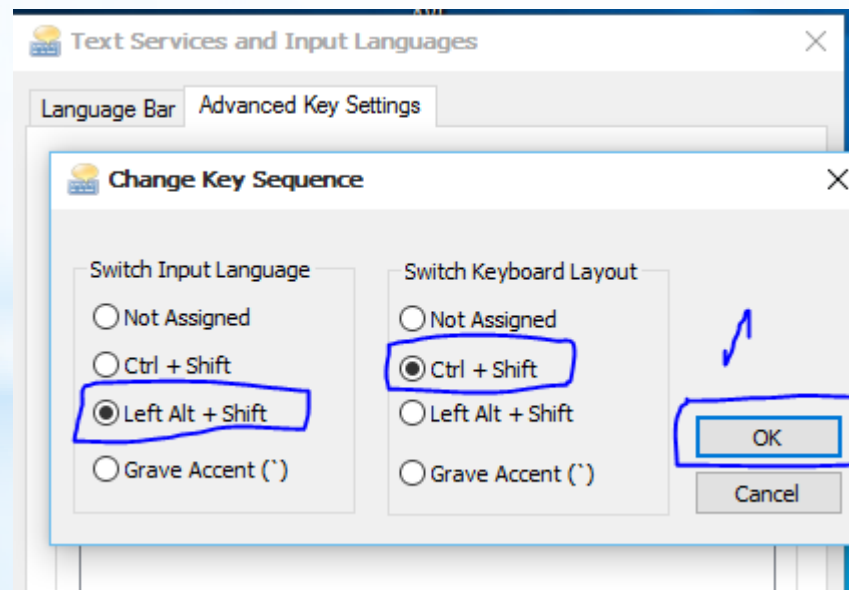 Text Services and Input Languages
Language Bar
Advanced Key Settings
Change Key Sequence
Switch Input Language
Not Assigned
Ctrl + Shift
Left Alt + Shift
Grave Accent (`)
Switch Keyboard Layout
Not Assigned
Ctrl + Shift
Left Alt + Shift
Grave Accent (`)
OK
Cancel